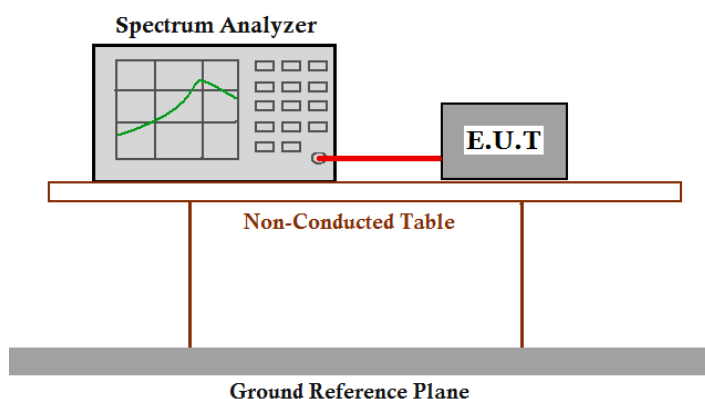 Spectrum Analyzer
E.U.T
Non-Conducted Table
Ground Reference Plane